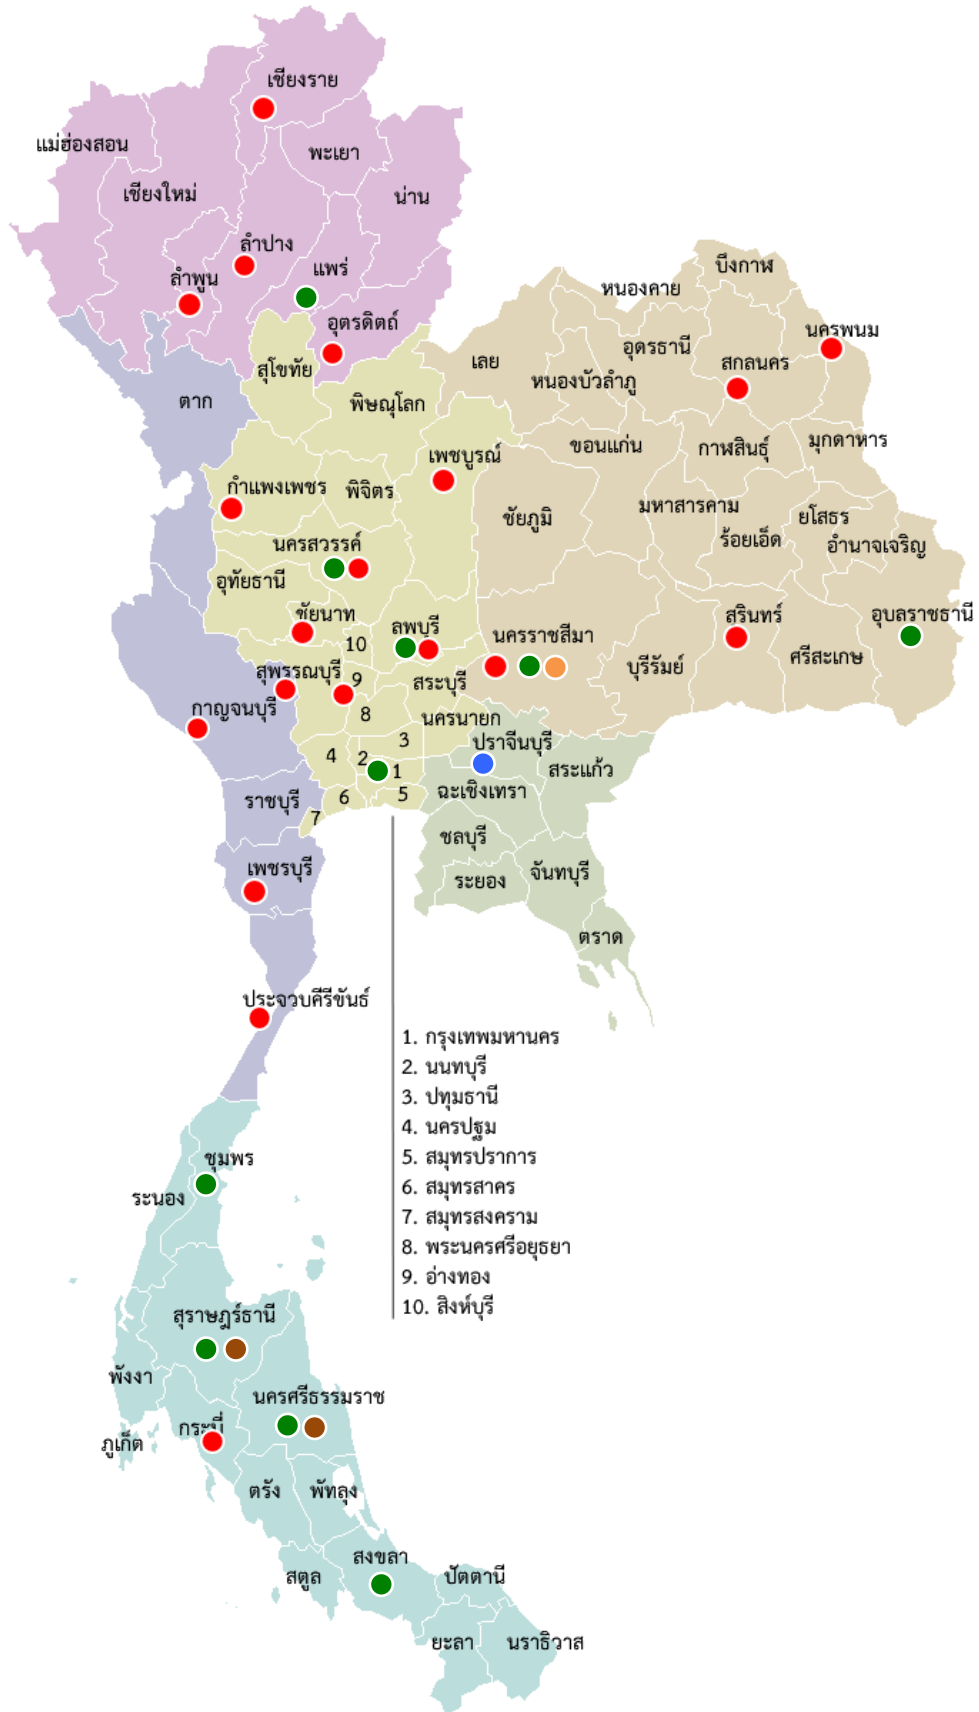 เชียงราย
แม่ฮ่องสอน
พะเยา
เชียงใหม่
น่าน
ลำปาง
แพร่
ลำพูน
อุตรดิตถ์
สุโขทัย
ตาก
พิษณุโลก
บึงกาฬ
หนองคาย
นครพนม
อุดรธานี
เลย
สกลนคร
หนองบัวลำภู
ขอนแก่น
กาฬสินธุ์
มุกดาหาร
เพชบูรณ์
กำแพงเพชร
พิจิตร
ชัยภูมิ
มหาสารคาม
ยโสธร
ร้อยเอ็ด
อำนาจเจริญ
นครสวรรค์
อุทัยธานี
ชัยนาท
ลพบุรี
นครราชสีมา
สุรินทร์
อุบลราชธานี
10
บุรีรัมย์
ศรีสะเกษ
สุพรรณบุรี
9
สระบุรี
กาญจนบุรี
8
นครนายก
3
ปราจีนบุรี
4
2
1
สระแก้ว
ราชบุรี
6
5
ฉะเชิงเทรา
7
ชลบุรี
เพชรบุรี
ระยอง
จันทบุรี
ตราด
ประจวบคีรีขันธ์
1. กรุงเทพมหานคร
2. นนทบุรี
3. ปทุมธานี
4. นครปฐม
5. สมุทรปราการ
6. สมุทรสาคร
7. สมุทรสงคราม
8. พระนครศรีอยุธยา
9. อ่างทอง
10. สิงห์บุรี
ชุมพร
ระนอง
สุราษฎร์ธานี
พังงา
นครศรีธรรมราช
กระบี่
ภูเก็ต
ตรัง
พัทลุง
สงขลา
สตูล
ปัตตานี
ยะลา
นราธิวาส